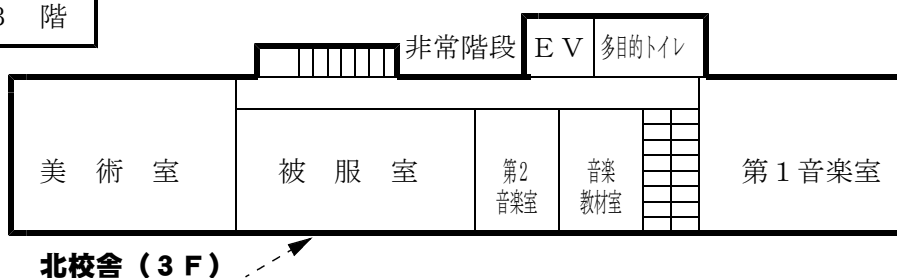 3 階
非常階段 EV 多目的トイレ
美術室 被服室 第2音楽室 音楽教材室 第1音楽室
北校舎（3F）